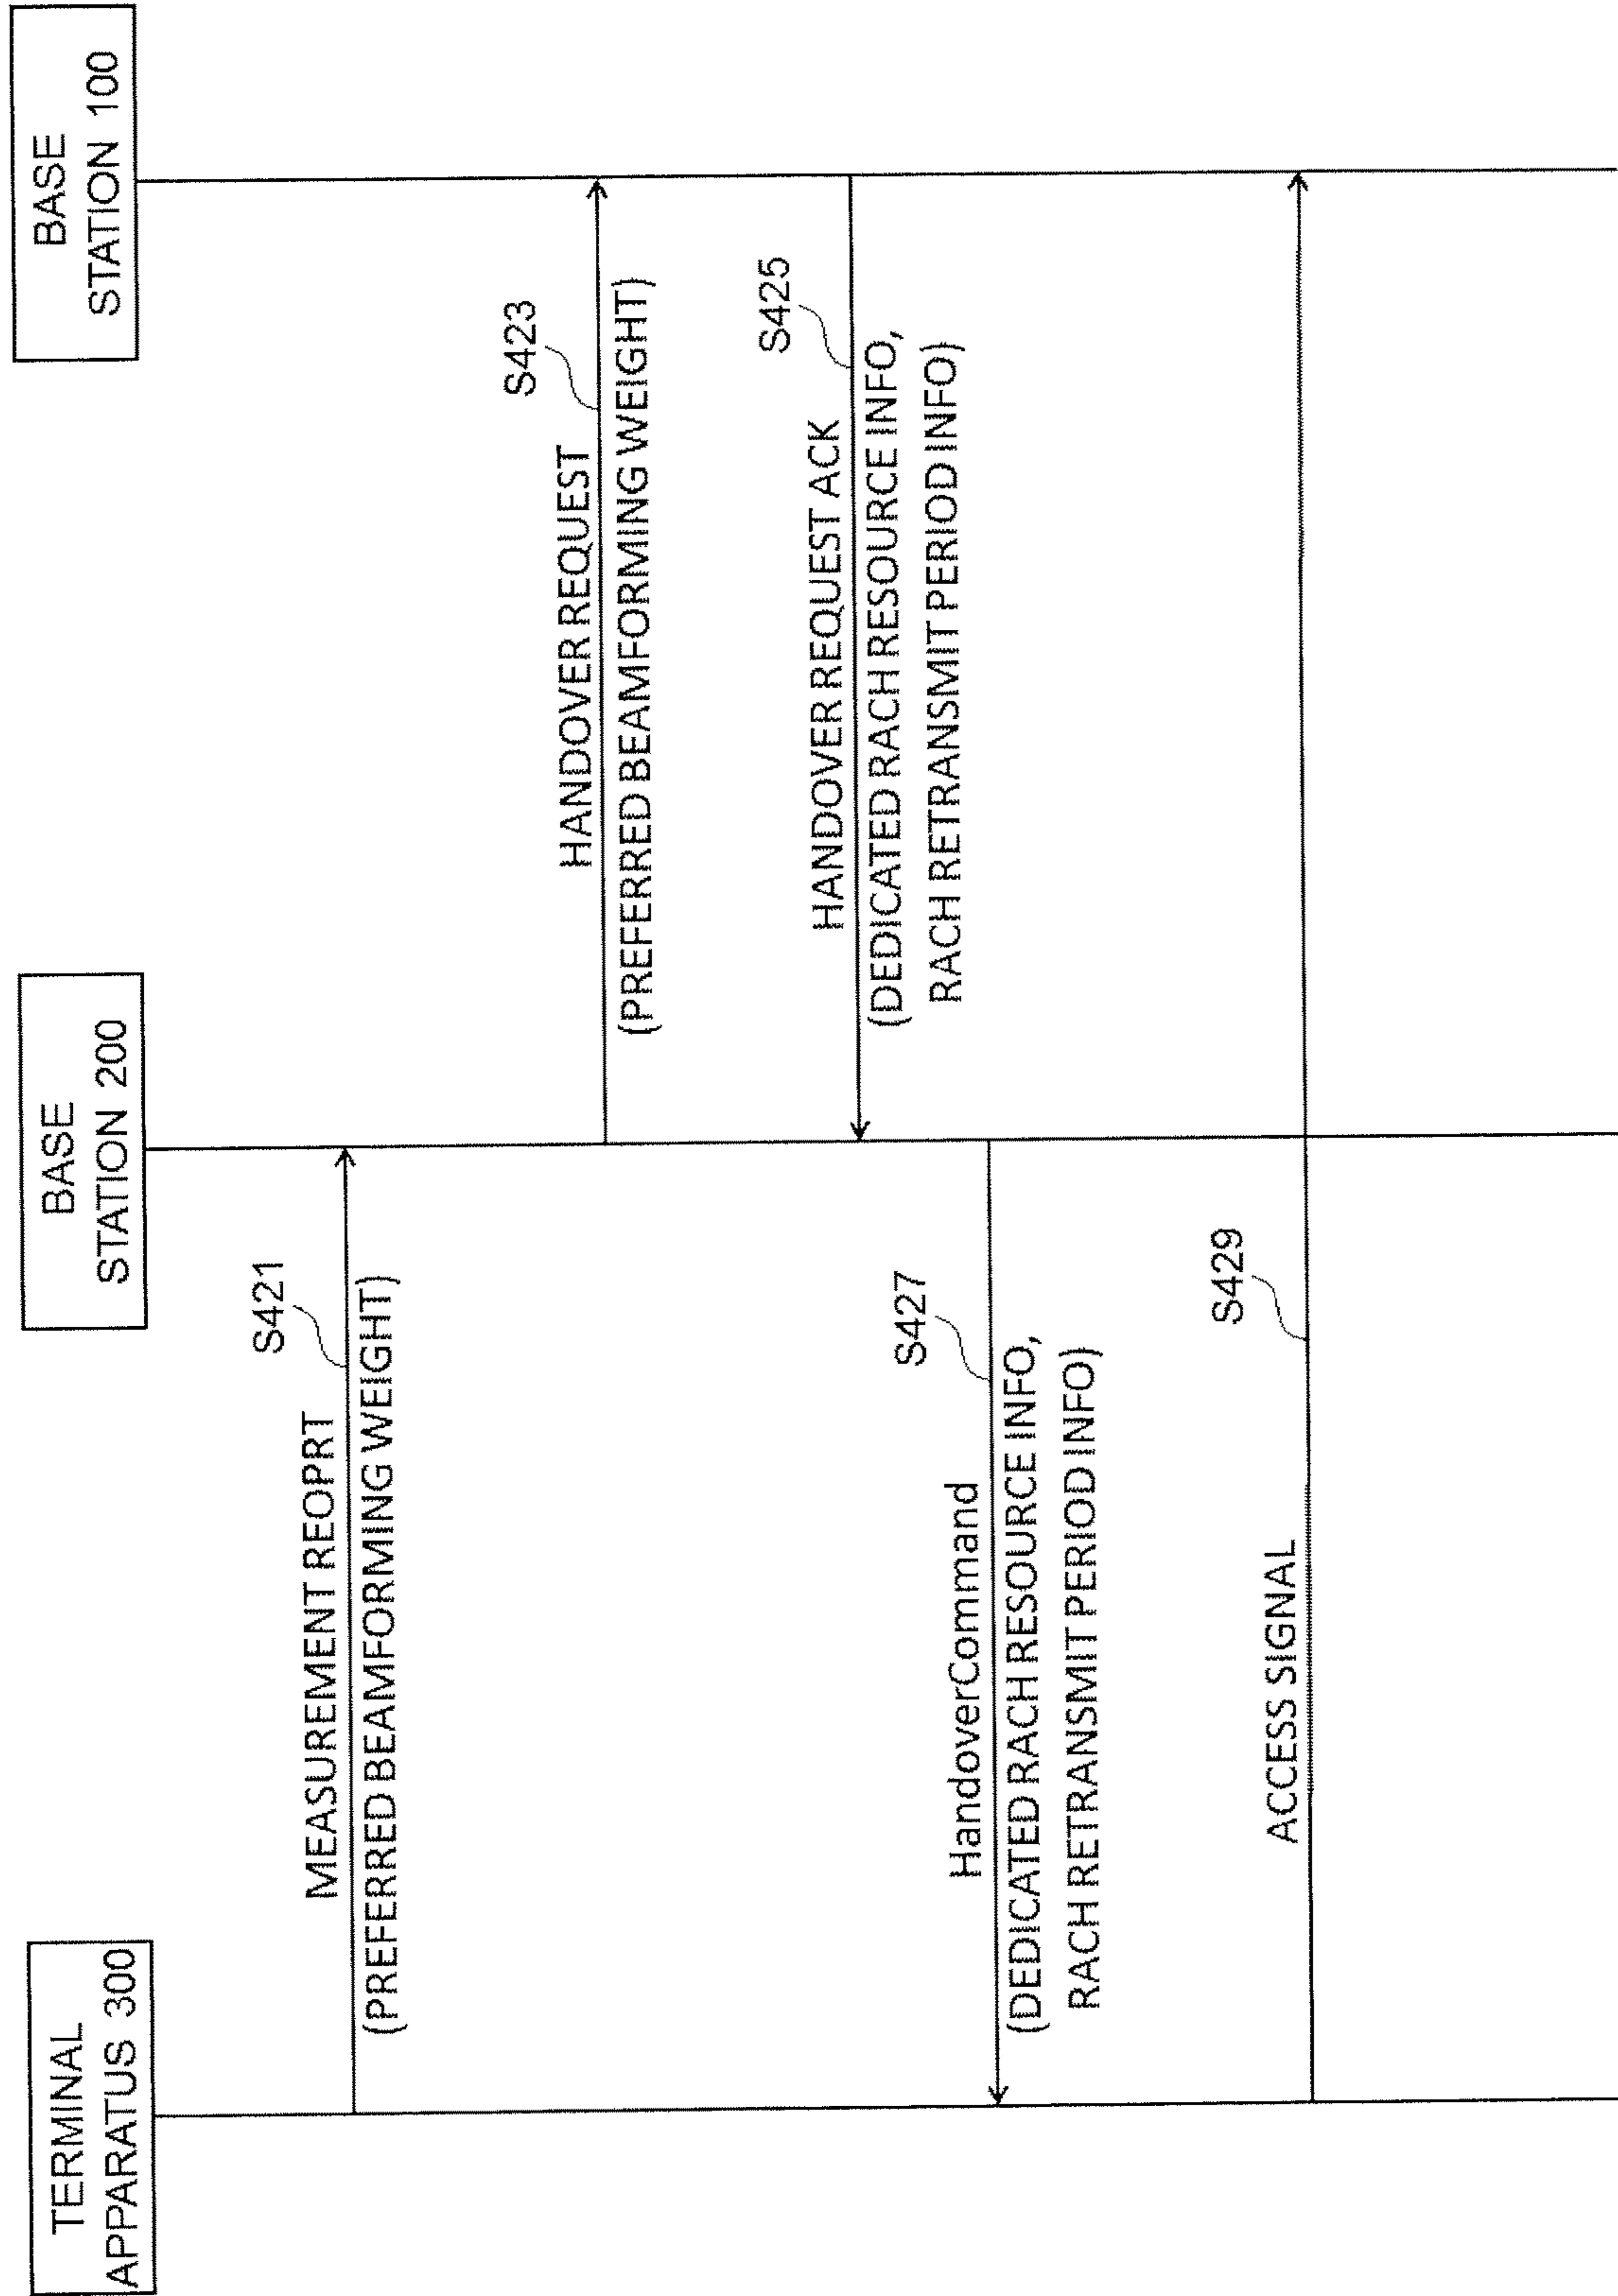 TERMINAL
APPARATUS 300
BASE
STATION 200
BASE
STATION 100
S421
MEASUREMENT REOPRT
(PREFERRED BEAMFORMING WEIGHT)
S423
HANDOVER REQUEST
(PREFERRED BEAMFORMING WEIGHT)
S425
HANDOVER REQUEST ACK
(DEDICATED RACH RESOURCE INFO,
RACH RETRANSMIT PERIOD INFO)
S427
HandoverCommand
(DEDICATED RACH RESOURCE INFO,
RACH RETRANSMIT PERIOD INFO)
S429
ACCESS SIGNAL